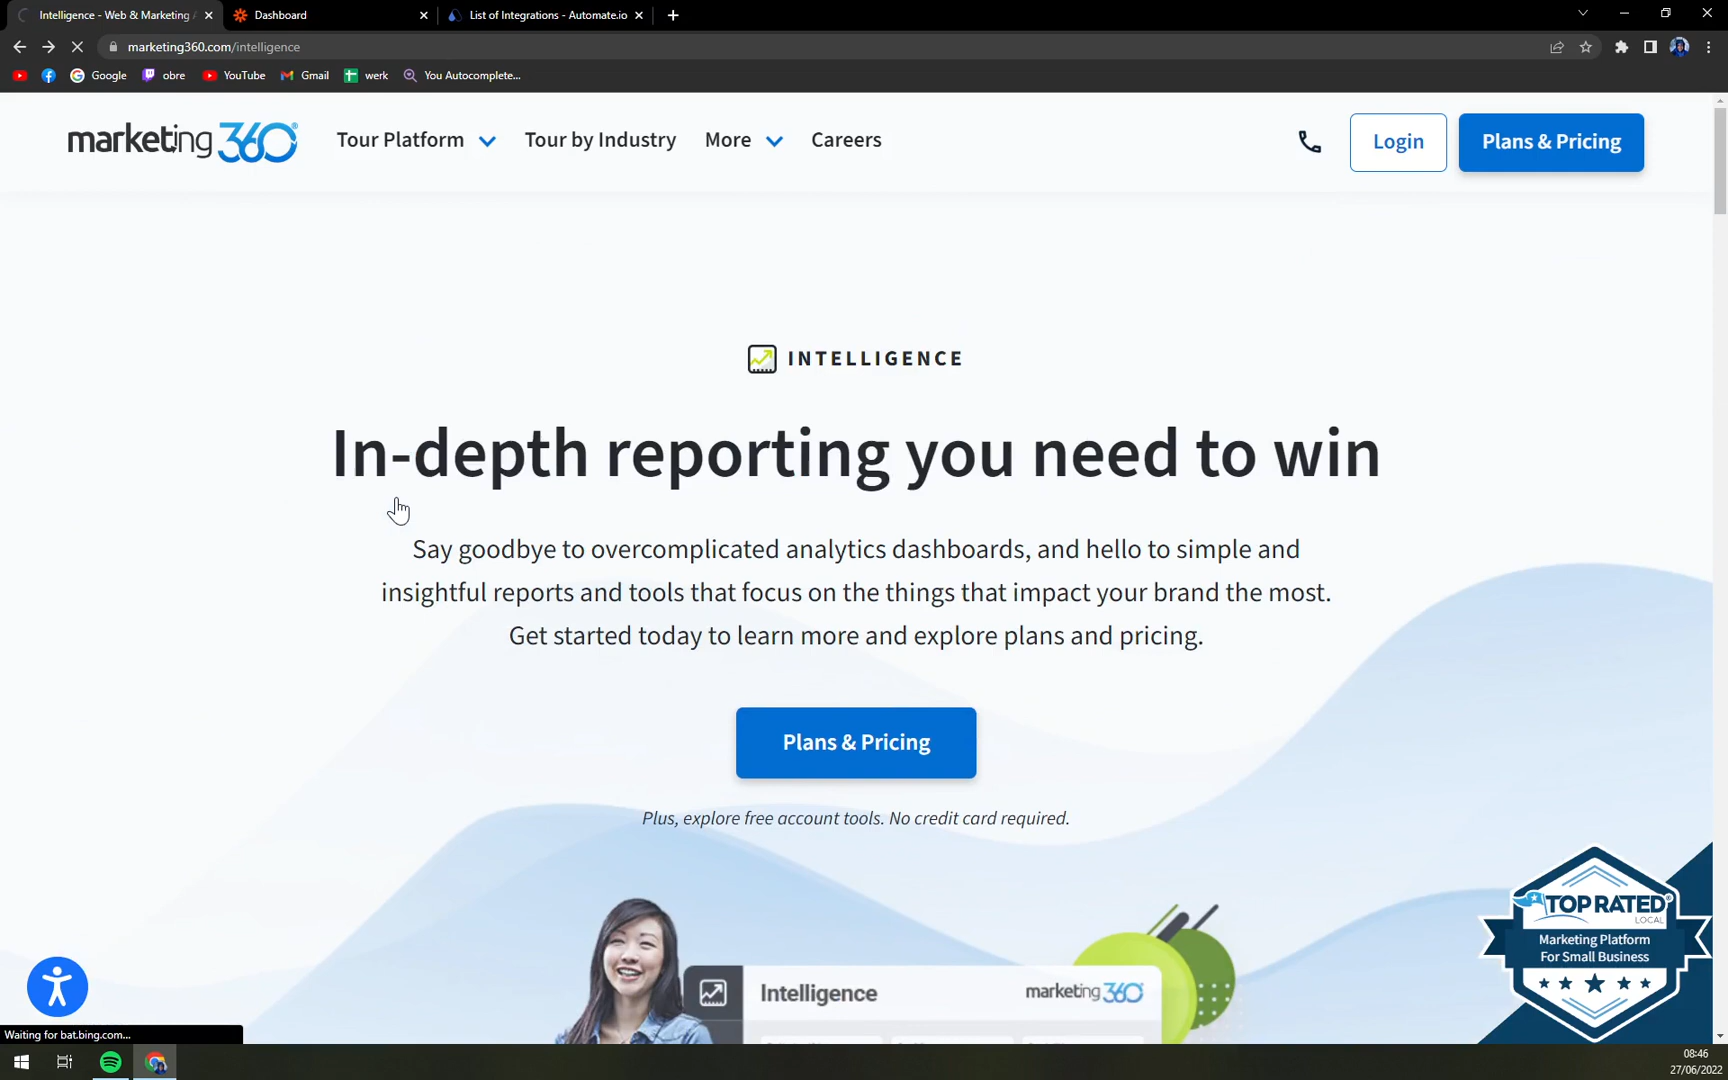 Intelligence - Web & Marketing
Dashboard
List of Integrations - Automate.io
marketing360.com/intelligence
Google
obre
YouTube
Gmail
werk
You Autocomplete...
marketing 360®
Tour Platform
Tour by Industry
More
Careers
Login
Plans & Pricing
INTELLIGENCE
In-depth reporting you need to win
Say goodbye to overcomplicated analytics dashboards, and hello to simple and
insightful reports and tools that focus on the things that impact your brand the most.
Get started today to learn more and explore plans and pricing.
Plans & Pricing
Plus, explore free account tools. No credit card required.
TOP RATED®
LOCAL
Marketing Platform
For Small Business
Intelligence
marketing 360
Waiting for bat.bing.com...
08:46
27/06/2022